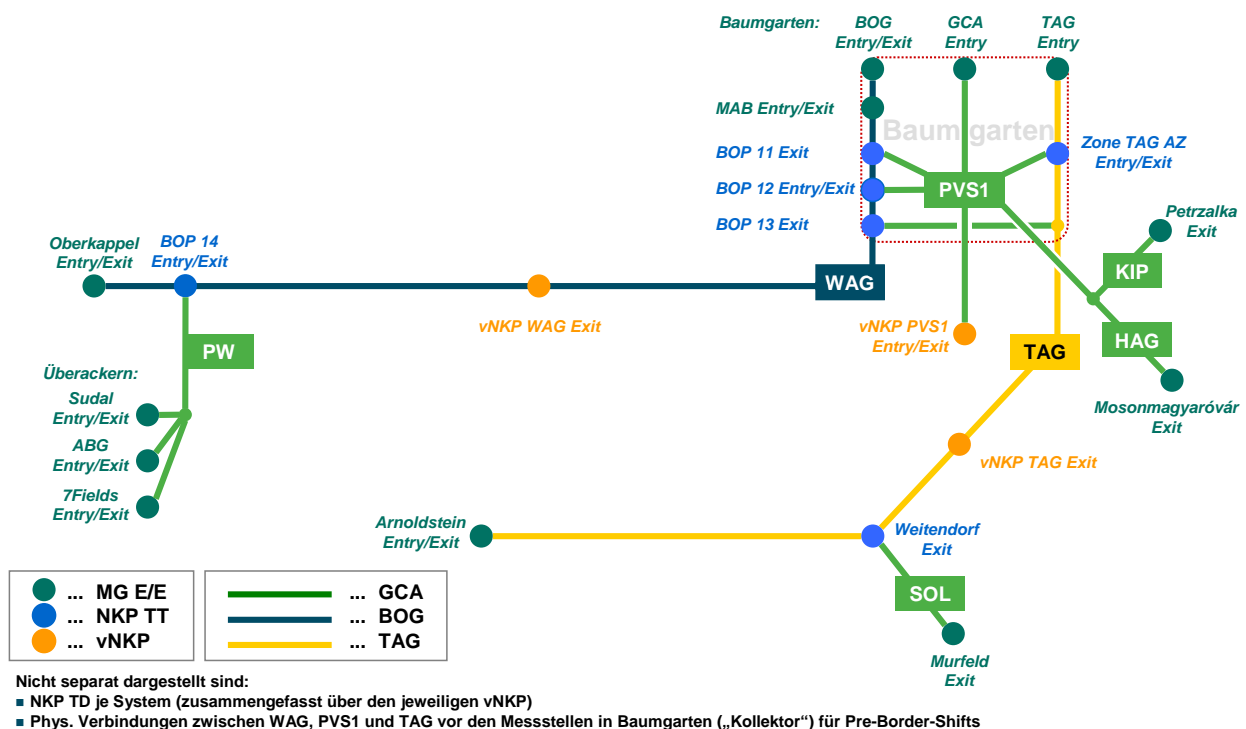 Baumgarten:
BOG
Entry/Exit
GCA
Entry
TAG
Entry
MAB Entry/Exit
Baumgarten
BOP 11 Exit
Zone TAG AZ
Entry/Exit
BOP 12 Entry/Exit
PVS1
BOP 13 Exit
Petrzalka
Exit
Oberkappel
Entry/Exit
BOP 14
Entry/Exit
WAG
KIP
vNKP WAG Exit
vNKP PVS1
Entry/Exit
HAG
PW
TAG
Überackern:
Sudal
Entry/Exit
Mosonmagyaróvár
Exit
ABG
Entry/Exit
vNKP TAG Exit
7Fields
Entry/Exit
Arnoldstein
Entry/Exit
Weitendorf
Exit
SOL
Murfeld
Exit
... MG E/E
... NKP TT
... vNKP
... GCA
... BOG
... TAG
Nicht separat dargestellt sind:
■ NKP TD je System (zusammengefasst über den jeweiligen vNKP)
■ Phys. Verbindungen zwischen WAG, PVS1 und TAG vor den Messstellen in Baumgarten („Kollektor“) für Pre-Border-Shifts